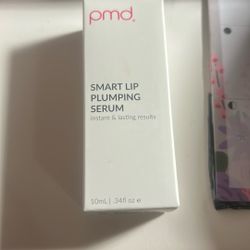 pmd
SMART LIP
PLUMPING
SERUM
instant & lasting results
10mL | .34fl oz e